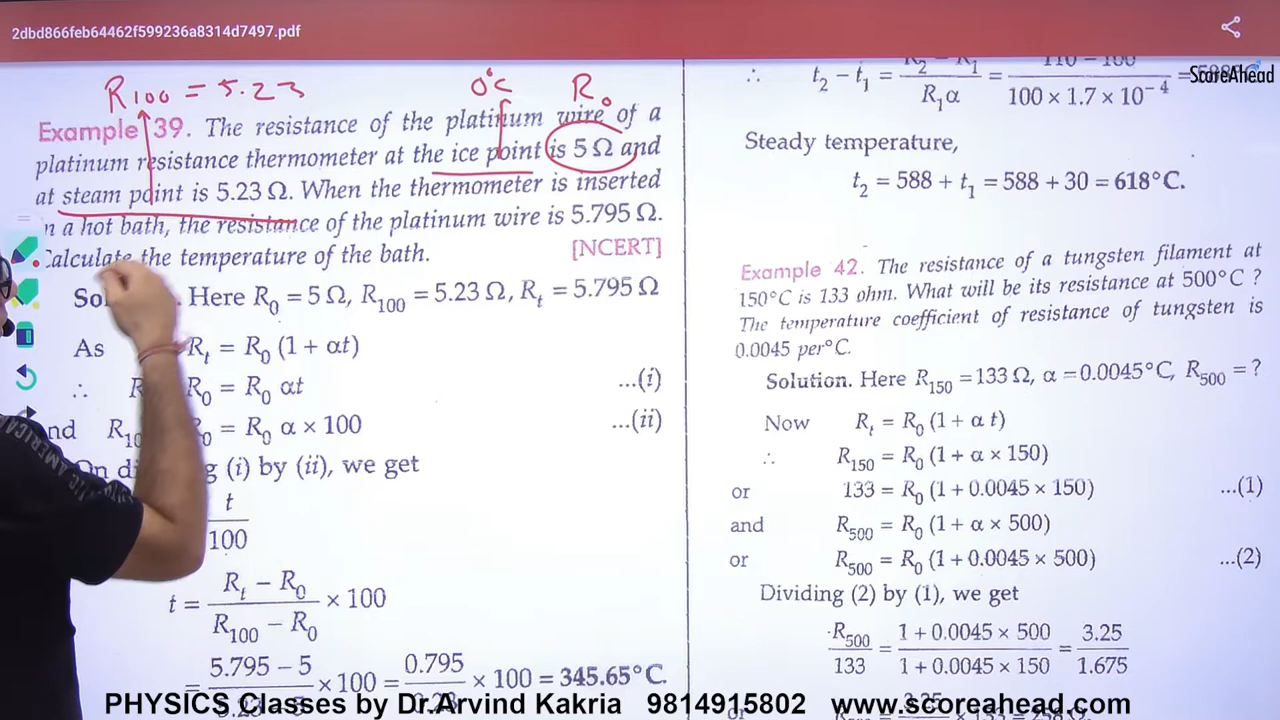 2dbd866feb64462f599236a8314d7497.pdf
ScoreAhead
R100 = 5.23
0°C R0
Example 39. The resistance of the platinum wire of a
platinum resistance thermometer at the ice point is 5 Ω and
at steam point is 5.23 Ω. When the thermometer is inserted
n a hot bath, the resistance of the platinum wire is 5.795 Ω.
Calculate the temperature of the bath. [NCERT]
Here R0 = 5 Ω, R100 = 5.23 Ω, Rt = 5.795 Ω
As Rt = R0 (1 + αt)
∴ R0 = R0 αt ...(i)
nd = R0 α × 100 ...(ii)
(i) by (ii), we get
t
100
t = Rt − R0 / R100 − R0 × 100
= 5.795 − 5 × 100 = 0.795 × 100 = 345.65°C.
∴ t2 − t1 = R2 − R1 / R1α = 110 − 100 / 100 × 1.7 × 10⁻⁴
Steady temperature,
t2 = 588 + t1 = 588 + 30 = 618°C.
Example 42. The resistance of a tungsten filament at
150°C is 133 ohm. What will be its resistance at 500°C ?
The temperature coefficient of resistance of tungsten is
0.0045 per°C.
Solution. Here R150 = 133 Ω, α = 0.0045°C, R500 = ?
Now Rt = R0 (1 + α t)
∴ R150 = R0 (1 + α × 150)
or 133 = R0 (1 + 0.0045 × 150) ...(1)
and R500 = R0 (1 + α × 500)
or R500 = R0 (1 + 0.0045 × 500) ...(2)
Dividing (2) by (1), we get
R500 / 133 = 1 + 0.0045 × 500 / 1 + 0.0045 × 150 = 3.25 / 1.675
PHYSICS Classes by Dr.Arvind Kakria 9814915802 www.scoreahead.com